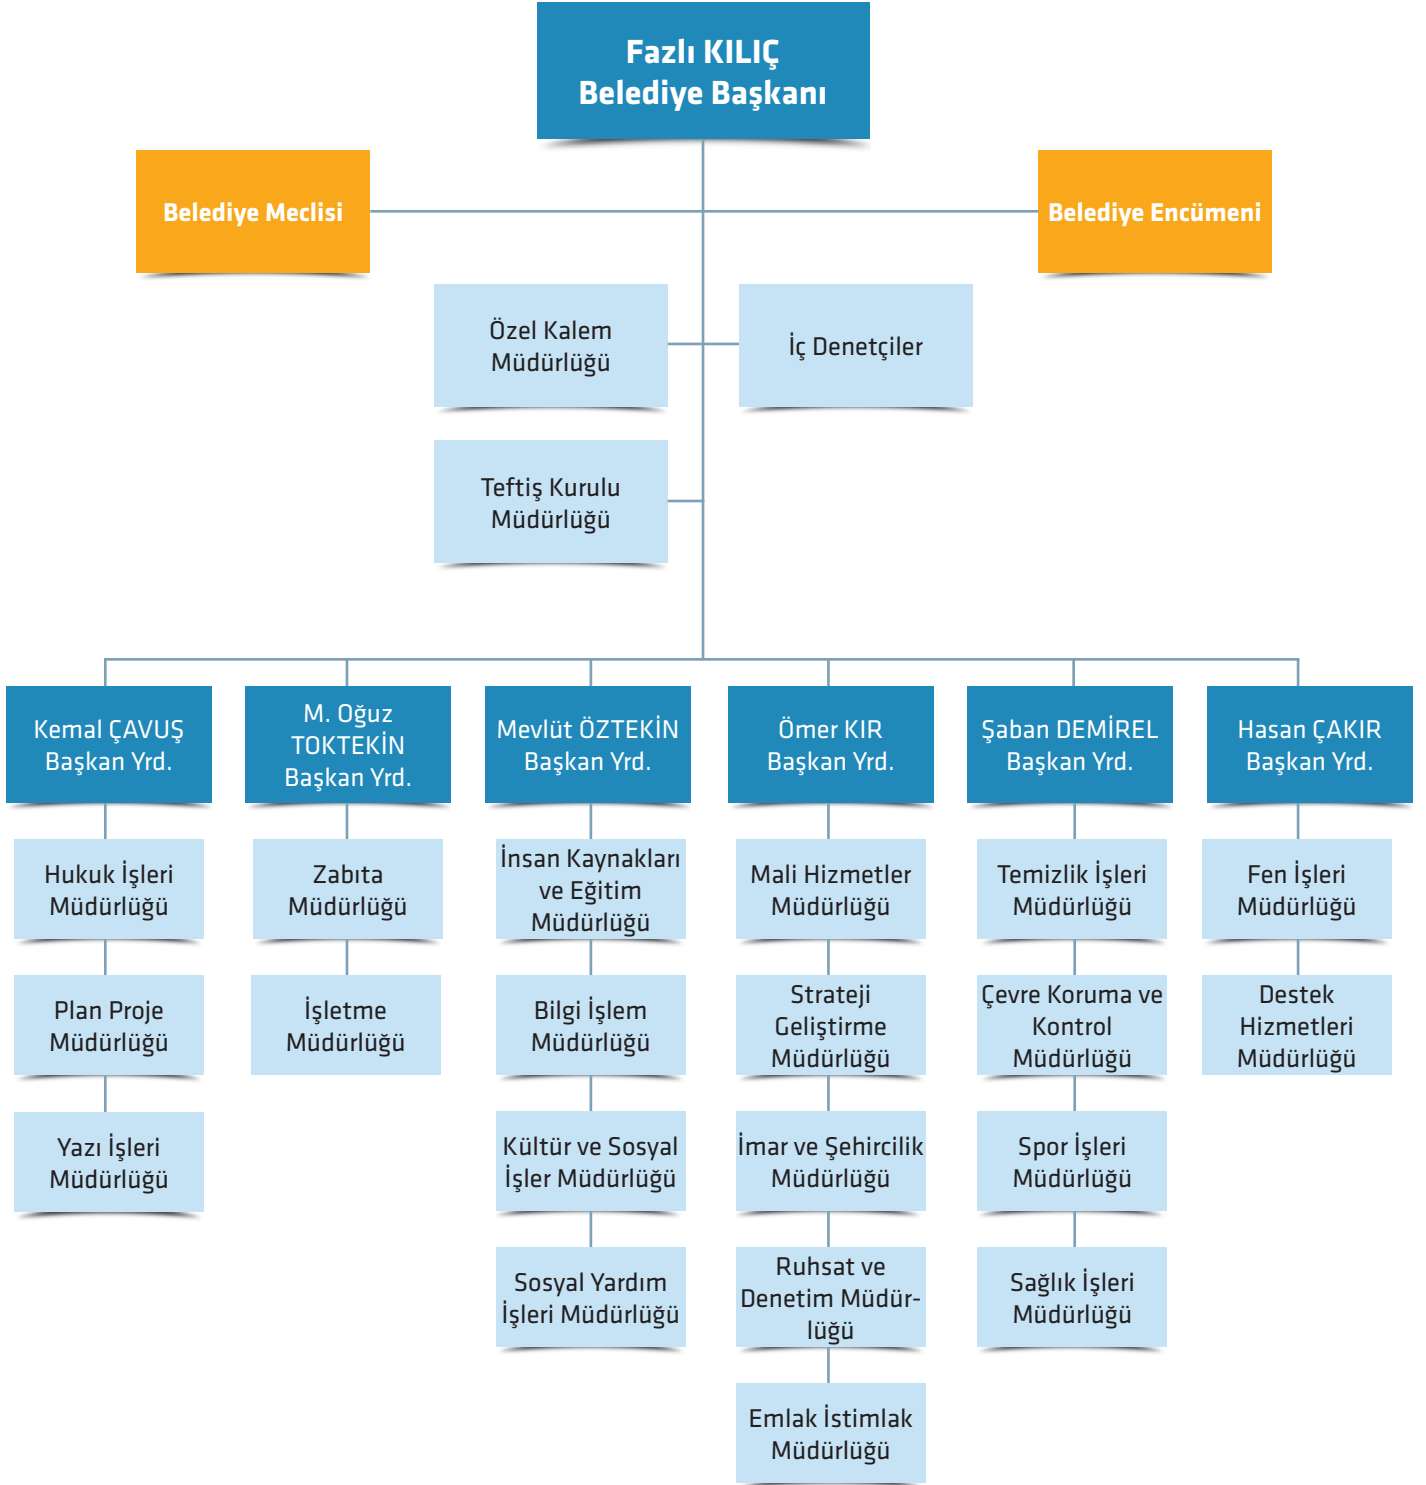 Fazlı KILIÇ
Belediye Başkanı
Belediye Meclisi
Belediye Encümeni
Özel Kalem
Müdürlüğü
İç Denetçiler
Teftiş Kurulu
Müdürlüğü
Kemal ÇAVUŞ
Başkan Yrd.
M. Oğuz
TOKTEKİN
Başkan Yrd.
Mevlüt ÖZTEKİN
Başkan Yrd.
Ömer KIR
Başkan Yrd.
Şaban DEMİREL
Başkan Yrd.
Hasan ÇAKIR
Başkan Yrd.
Hukuk İşleri
Müdürlüğü
Zabıta
Müdürlüğü
İnsan Kaynakları
ve Eğitim
Müdürlüğü
Mali Hizmetler
Müdürlüğü
Temizlik İşleri
Müdürlüğü
Fen İşleri
Müdürlüğü
Plan Proje
Müdürlüğü
İşletme
Müdürlüğü
Bilgi İşlem
Müdürlüğü
Strateji
Geliştirme
Müdürlüğü
Çevre Koruma ve
Kontrol
Müdürlüğü
Destek
Hizmetleri
Müdürlüğü
Yazı İşleri
Müdürlüğü
Kültür ve Sosyal
İşler Müdürlüğü
İmar ve Şehircilik
Müdürlüğü
Spor İşleri
Müdürlüğü
Sosyal Yardım
İşleri Müdürlüğü
Ruhsat ve
Denetim Müdür-
lüğü
Sağlık İşleri
Müdürlüğü
Emlak İstimlak
Müdürlüğü